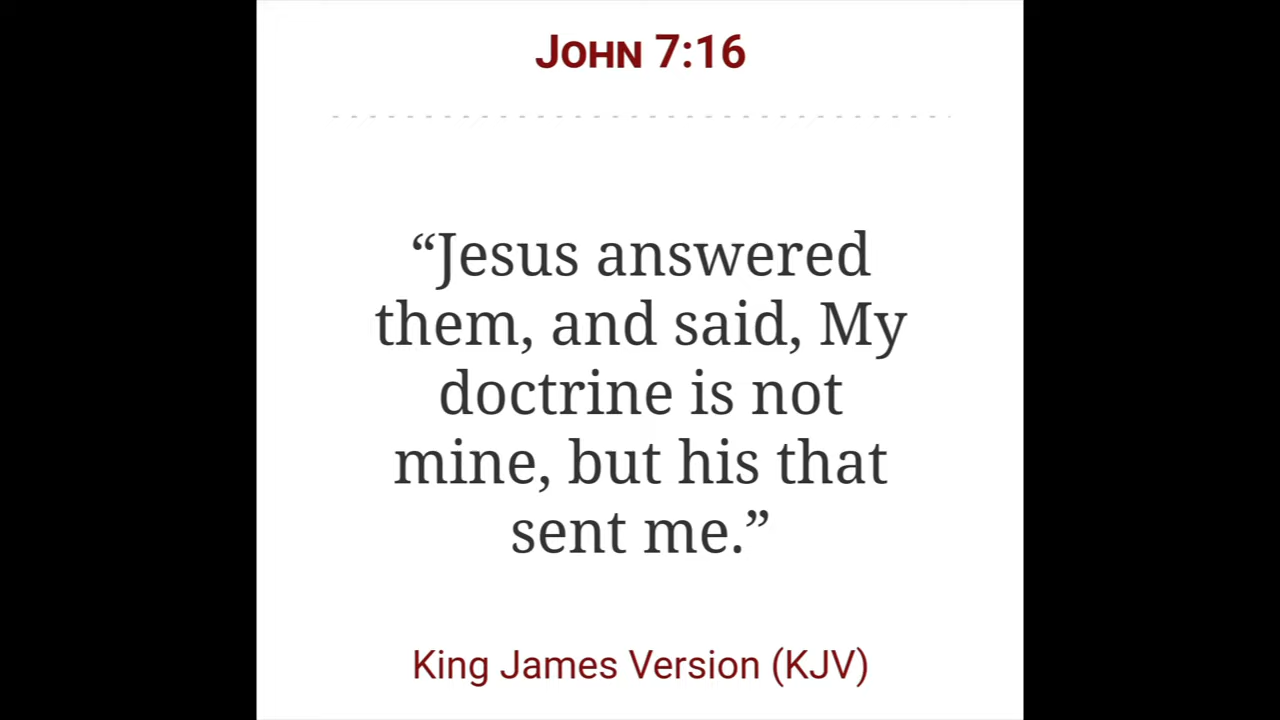 John 7:16
“Jesus answered
them, and said, My
doctrine is not
mine, but his that
sent me.”
King James Version (KJV)